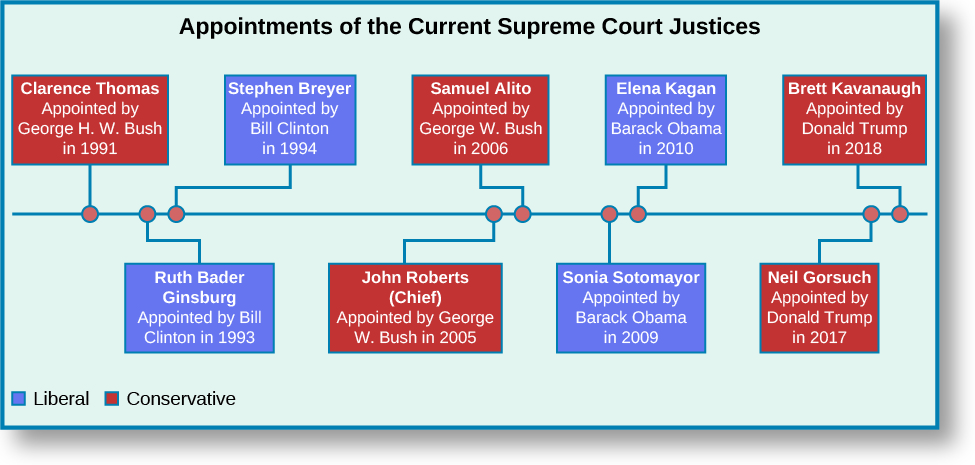 Appointments of the Current Supreme Court Justices
Clarence Thomas
Appointed by
George H. W. Bush
in 1991
Stephen Breyer
Appointed by
Bill Clinton
in 1994
Samuel Alito
Appointed by
George W. Bush
in 2006
Elena Kagan
Appointed by
Barack Obama
in 2010
Brett Kavanaugh
Appointed by
Donald Trump
in 2018
Ruth Bader
Ginsburg
Appointed by Bill
Clinton in 1993
John Roberts
(Chief)
Appointed by George
W. Bush in 2005
Sonia Sotomayor
Appointed by
Barack Obama
in 2009
Neil Gorsuch
Appointed by
Donald Trump
in 2017
Liberal
Conservative